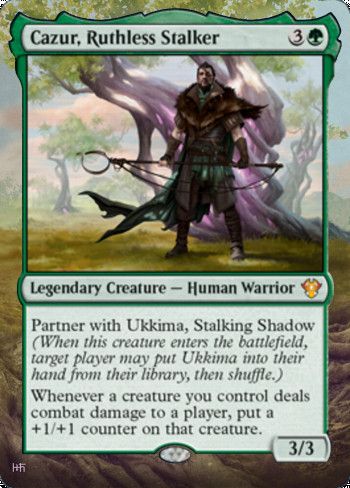 Cazur, Ruthless Stalker 3
Legendary Creature — Human Warrior
Partner with Ukkima, Stalking Shadow
(When this creature enters the battlefield,
target player may put Ukkima into their
hand from their library, then shuffle.)
Whenever a creature you control deals
combat damage to a player, put a
+1/+1 counter on that creature.
3/3